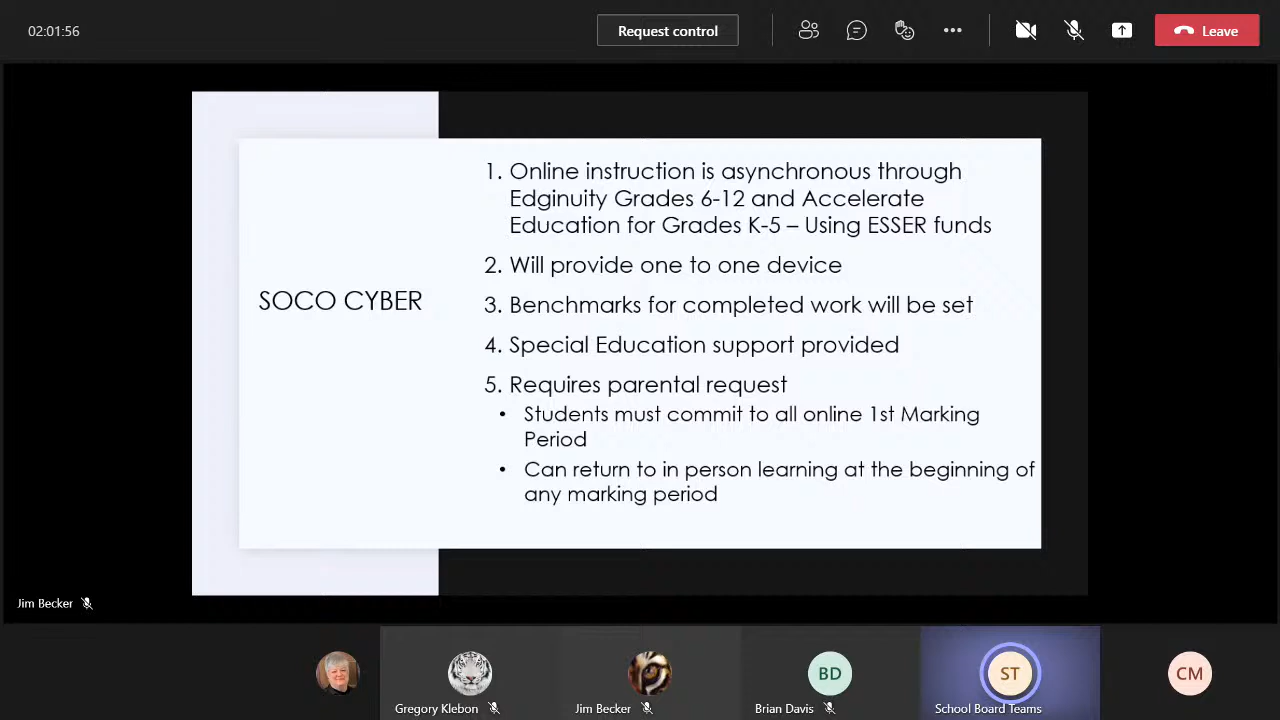 02:01:56
Request control
Leave
SOCO CYBER
1. Online instruction is asynchronous through
Edginuity Grades 6-12 and Accelerate
Education for Grades K-5 – Using ESSER funds
2. Will provide one to one device
3. Benchmarks for completed work will be set
4. Special Education support provided
5. Requires parental request
• Students must commit to all online 1st Marking
Period
• Can return to in person learning at the beginning of
any marking period
Jim Becker
BD
ST
CM
Gregory Klebon
Jim Becker
Brian Davis
School Board Teams